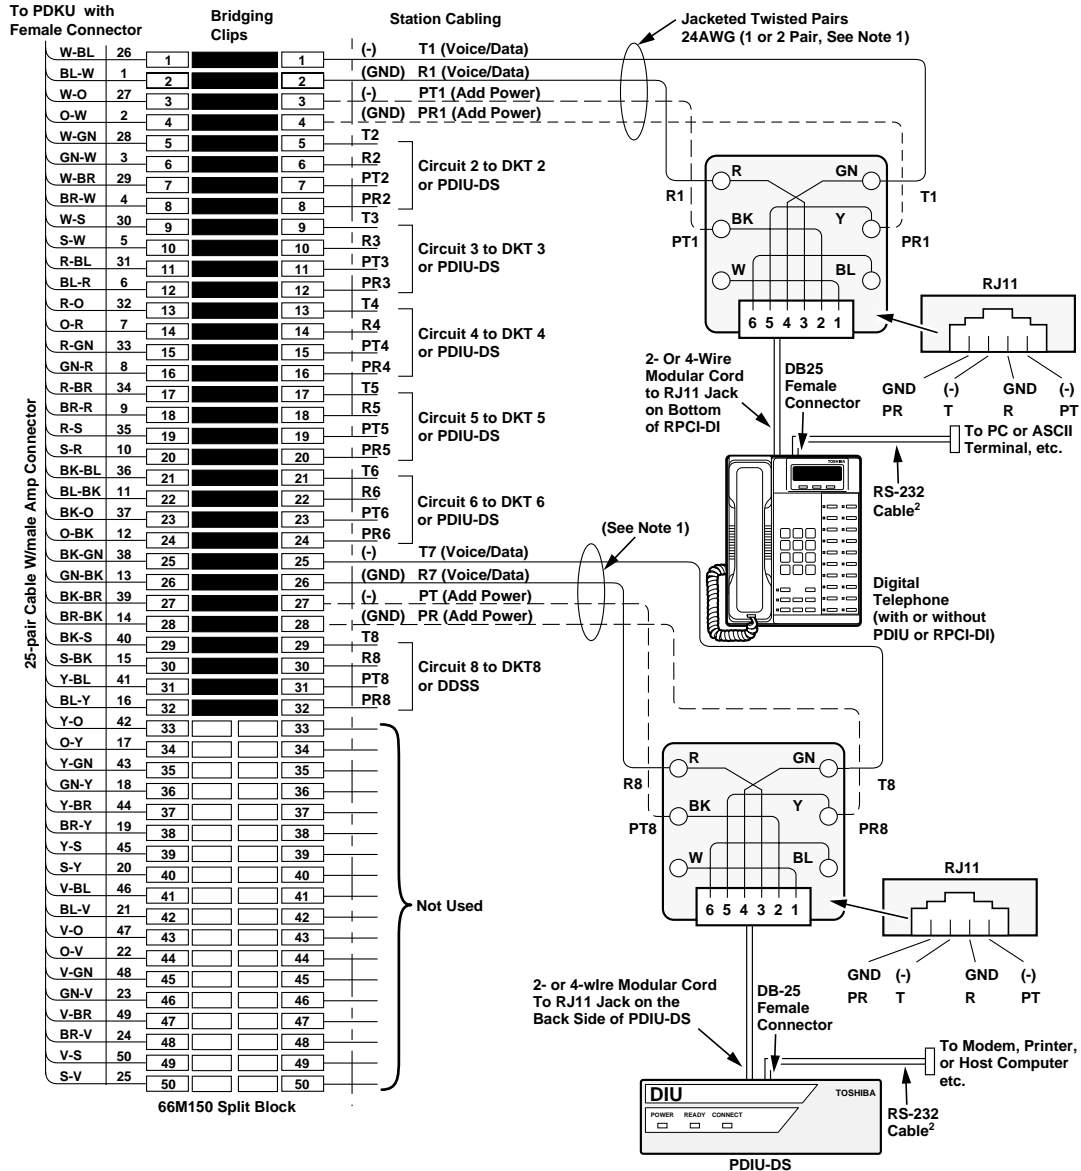 To PDKU with
Female Connector
Bridging
Clips
Station Cabling
Jacketed Twisted Pairs
24AWG (1 or 2 Pair, See Note 1)
25-pair Cable W/male Amp Connector
W-BL 26 1 1 (-) T1 (Voice/Data)
BL-W 1 2 2 (GND) R1 (Voice/Data)
W-O 27 3 3 (-) PT1 (Add Power)
O-W 2 4 4 (GND) PR1 (Add Power)
W-GN 28 5 5 T2
GN-W 3 6 6 R2
W-BR 29 7 7 PT2
BR-W 4 8 8 PR2
Circuit 2 to DKT 2
or PDIU-DS
W-S 30 9 9 T3
S-W 5 10 10 R3
R-BL 31 11 11 PT3
BL-R 6 12 12 PR3
Circuit 3 to DKT 3
or PDIU-DS
R-O 32 13 13 T4
O-R 7 14 14 R4
R-GN 33 15 15 PT4
GN-R 8 16 16 PR4
Circuit 4 to DKT 4
or PDIU-DS
R-BR 34 17 17 T5
BR-R 9 18 18 R5
R-S 35 19 19 PT5
S-R 10 20 20 PR5
Circuit 5 to DKT 5
or PDIU-DS
BK-BL 36 21 21 T6
BL-BK 11 22 22 R6
BK-O 37 23 23 PT6
O-BK 12 24 24 PR6
Circuit 6 to DKT 6
or PDIU-DS
BK-GN 38 25 25 (-) T7 (Voice/Data)
GN-BK 13 26 26 (GND) R7 (Voice/Data)
BK-BR 39 27 27 (-) PT (Add Power)
BR-BK 14 28 28 (GND) PR (Add Power)
BK-S 40 29 29 T8
S-BK 15 30 30 R8
Y-BL 41 31 31 PT8
BL-Y 16 32 32 PR8
Circuit 8 to DKT8
or DDSS
Y-O 42 33 33
O-Y 17 34 34
Y-GN 43 35 35
GN-Y 18 36 36
Y-BR 44 37 37
BR-Y 19 38 38
Y-S 45 39 39
S-Y 20 40 40
V-BL 46 41 41
BL-V 21 42 42
V-O 47 43 43
O-V 22 44 44
V-GN 48 45 45
GN-V 23 46 46
V-BR 49 47 47
BR-V 24 48 48
V-S 50 49 49
S-V 25 50 50
Not Used
66M150 Split Block
R GN
R1 T1
BK Y
PT1 PR1
W BL
6 5 4 3 2 1
RJ11
GND (-) GND (-)
PR T R PT
2- Or 4-Wire
Modular Cord
to RJ11 Jack
on Bottom
of RPCI-DI
DB25
Female
Connector
To PC or ASCII
Terminal, etc.
RS-232
Cable2
TOSHIBA
Digital
Telephone
(with or without
PDIU or RPCI-DI)
(See Note 1)
R GN
R8 T8
BK Y
PT8 PR8
W BL
6 5 4 3 2 1
RJ11
GND (-) GND (-)
PR T R PT
2- or 4-wIre Modular Cord
To RJ11 Jack on the
Back Side of PDIU-DS
DB-25
Female
Connector
To Modem, Printer,
or Host Computer
etc.
RS-232
Cable2
DIU TOSHIBA
POWER READY CONNECT
PDIU-DS